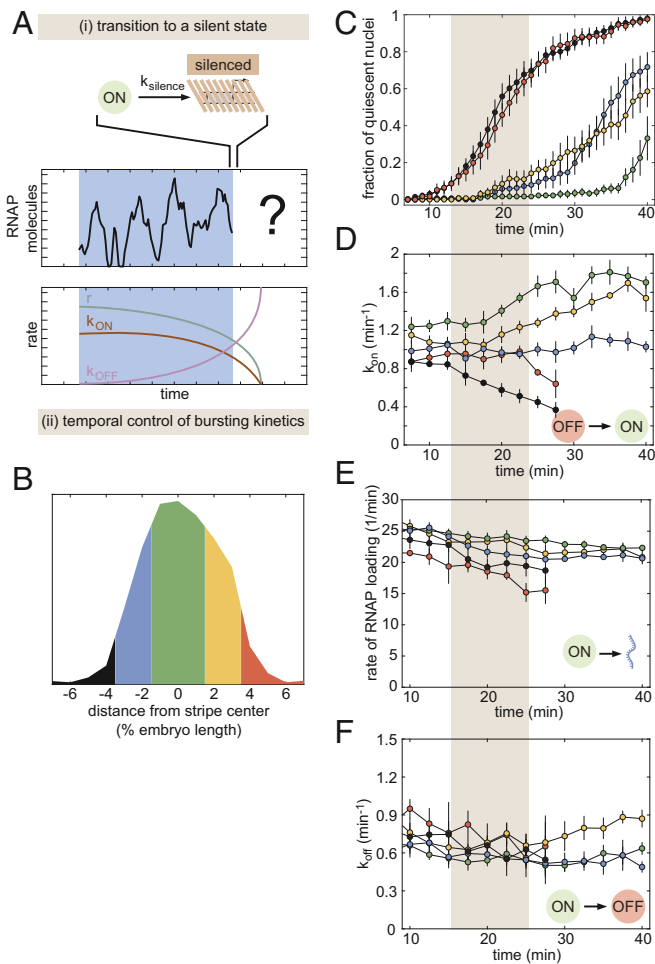 A
(i) transition to a silent state
silenced
ON
k_silence
RNAP molecules
?
rate
r
k_ON
k_OFF
time
(ii) temporal control of bursting kinetics
B
-6 -4 -2 0 2 4 6
distance from stripe center
(% embryo length)
C
fraction of quiescent nuclei
1
0.8
0.6
0.4
0.2
0
10 20 30 40
time (min)
D
k_on (min⁻¹)
2
1.6
1.2
0.8
0.4
0
10 20 30 40
time (min)
OFF
ON
E
rate of RNAP loading (1/min)
30
25
20
15
10
5
0
10 20 30 40
time (min)
ON
F
k_off (min⁻¹)
1.5
1.2
0.9
0.6
0.3
0
10 20 30 40
time (min)
ON
OFF